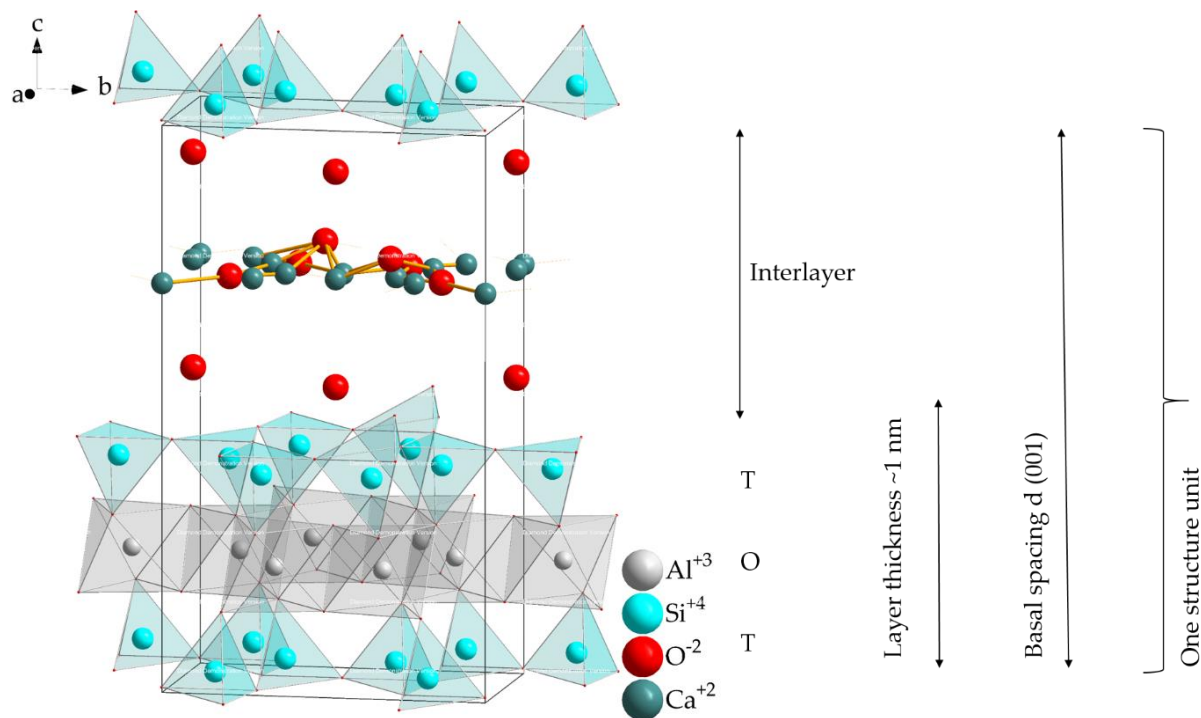 c
a
b
Interlayer
T
O
T
Layer thickness ~1 nm
Basal spacing d (001)
One structure unit
Al+3
Si+4
O-2
Ca+2